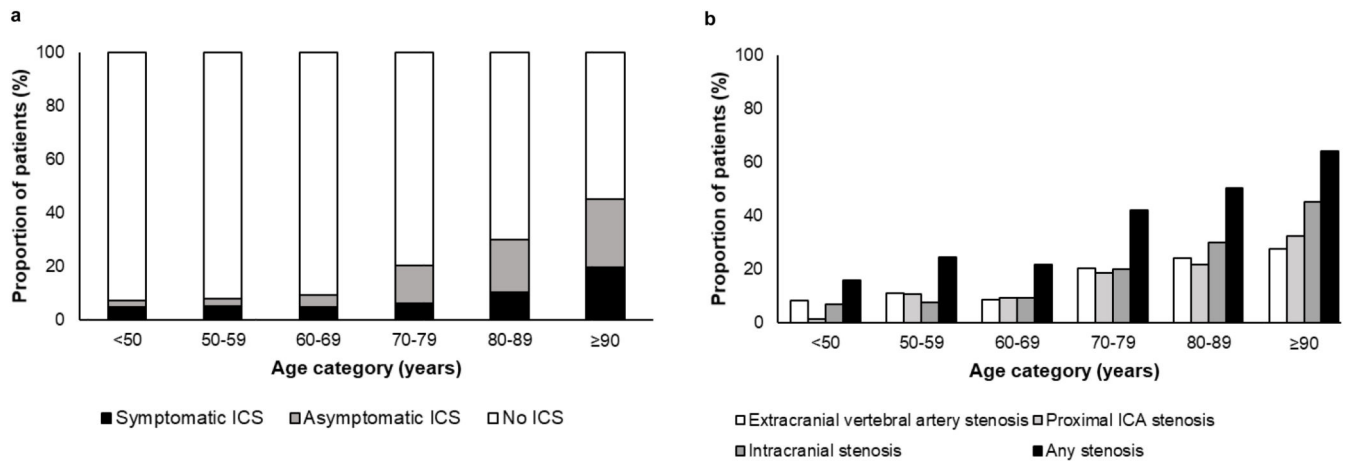 a
Proportion of patients (%)
100
80
60
40
20
0
<50 50-59 60-69 70-79 80-89 ≥90
Age category (years)
Symptomatic ICS Asymptomatic ICS No ICS
b
Proportion of patients (%)
100
80
60
40
20
0
<50 50-59 60-69 70-79 80-89 ≥90
Age category (years)
Extracranial vertebral artery stenosis Proximal ICA stenosis
Intracranial stenosis Any stenosis